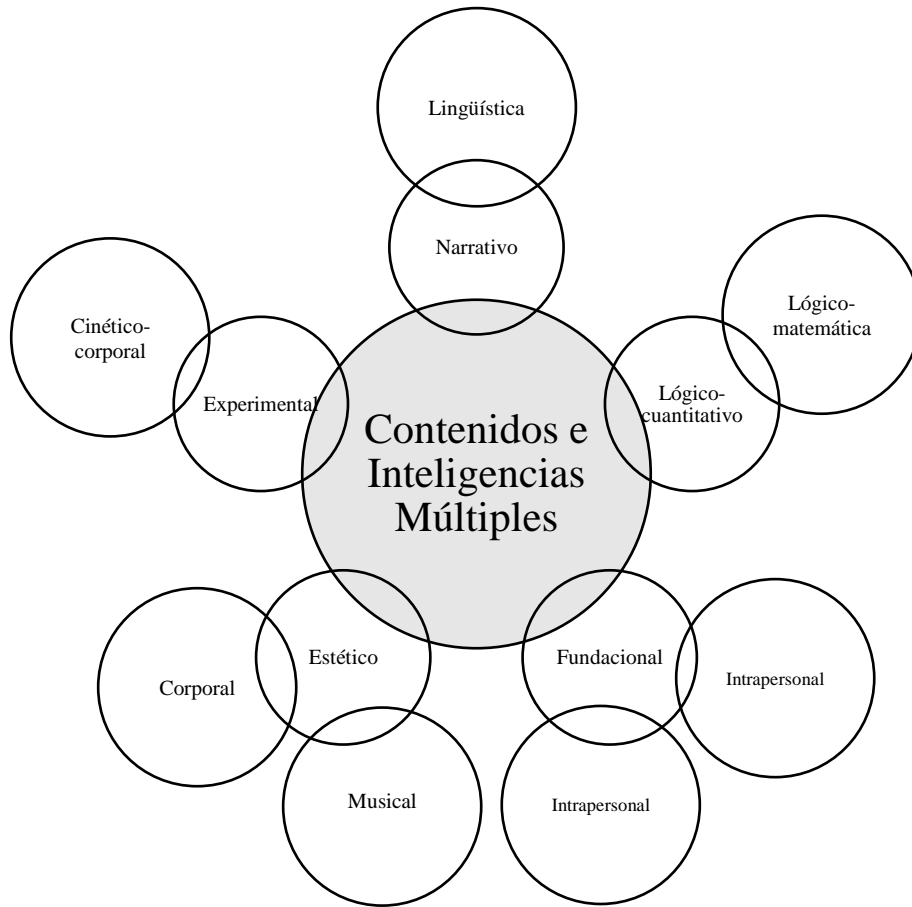 Lingüística
Narrativo
Lógico-
matemática
Cinético-
corporal
Experimental
Lógico-
cuantitativo
Contenidos e
Inteligencias
Múltiples
Estético
Fundacional
Corporal
Intrapersonal
Musical
Intrapersonal